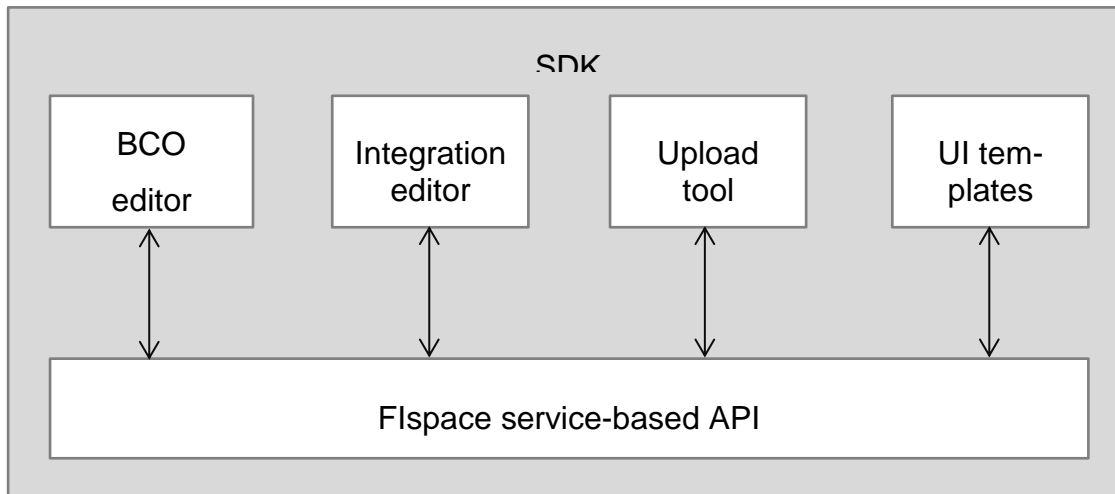 SDK
BCO
editor
Integration
editor
Upload
tool
UI tem-
plates
FIspace service-based API